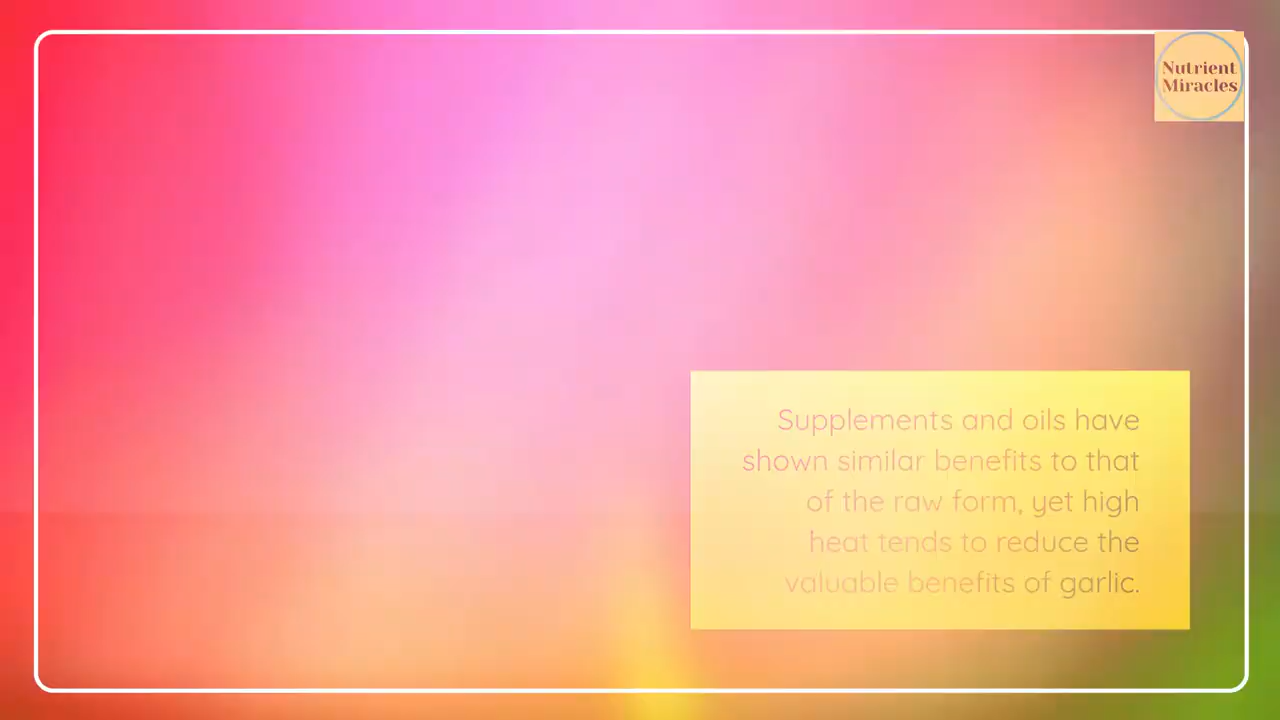 Nutrient
Miracles
Supplements and oils have
shown similar benefits to that
of the raw form, yet high
heat tends to reduce the
valuable benefits of garlic.